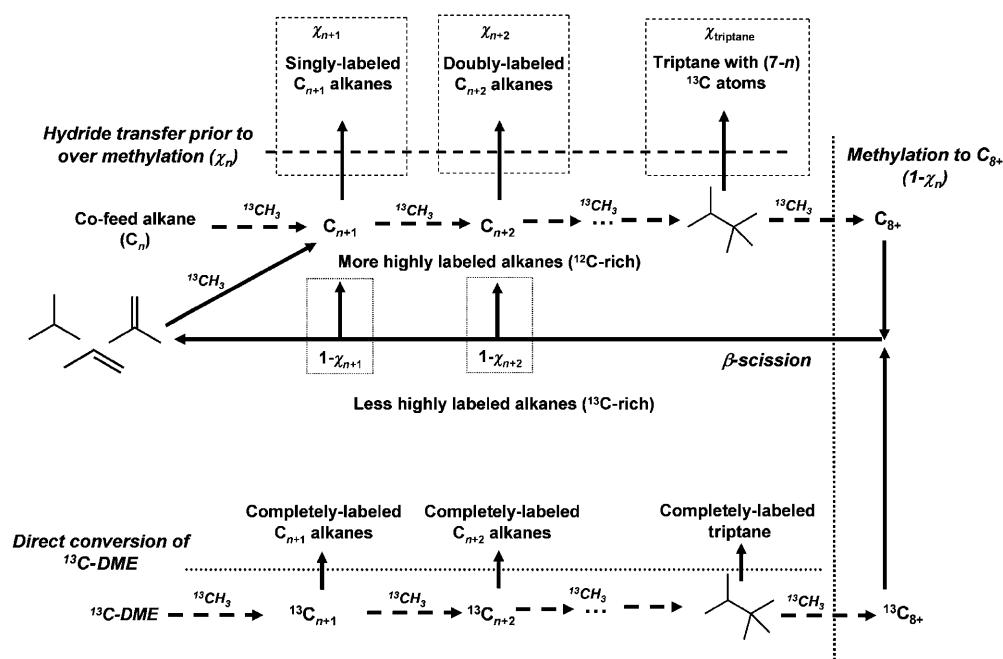 χₙ₊₁
χₙ₊₂
χtriptane
Singly-labeled
Cₙ₊₁ alkanes
Doubly-labeled
Cₙ₊₂ alkanes
Triptane with (7-n)
¹³C atoms
Hydride transfer prior to
over methylation (χₙ)
Methylation to C₈₊
(1-χₙ)
Co-feed alkane
(Cₙ)
¹³CH₃
Cₙ₊₁
¹³CH₃
Cₙ₊₂
¹³CH₃
...
¹³CH₃
C₈₊
More highly labeled alkanes (¹²C-rich)
¹³CH₃
1-χₙ₊₁
1-χₙ₊₂
β-scission
Less highly labeled alkanes (¹³C-rich)
Completely-labeled
Cₙ₊₁ alkanes
Completely-labeled
Cₙ₊₂ alkanes
Completely-labeled
triptane
Direct conversion of
¹³C-DME
¹³C-DME
¹³CH₃
¹³Cₙ₊₁
¹³CH₃
¹³Cₙ₊₂
¹³CH₃
...
¹³CH₃
¹³C₈₊